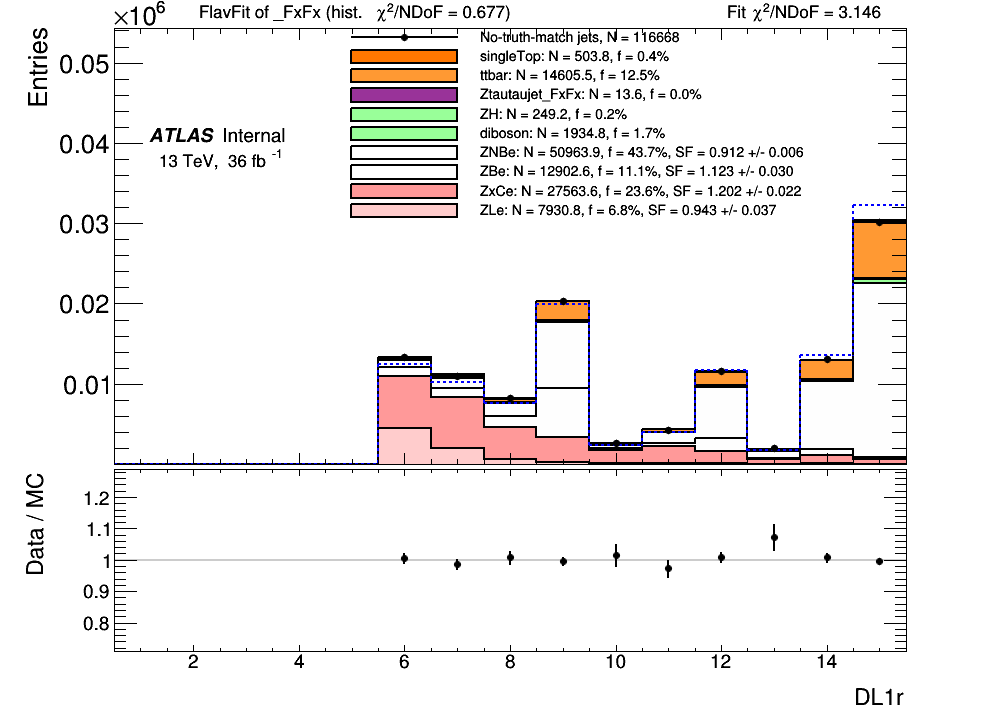 ×10⁶
FlavFit of _FxFx (hist. χ²/NDoF = 0.677)
Fit χ²/NDoF = 3.146
Entries
0.05
0.04
0.03
0.02
0.01
ATLAS Internal
13 TeV, 36 fb⁻¹
No-truth-match jets, N = 116668
singleTop: N = 503.8, f = 0.4%
ttbar: N = 14605.5, f = 12.5%
Ztautaujet_FxFx: N = 13.6, f = 0.0%
ZH: N = 249.2, f = 0.2%
diboson: N = 1934.8, f = 1.7%
ZNBe: N = 50963.9, f = 43.7%, SF = 0.912 +/- 0.006
ZBe: N = 12902.6, f = 11.1%, SF = 1.123 +/- 0.030
ZxCe: N = 27563.6, f = 23.6%, SF = 1.202 +/- 0.022
ZLe: N = 7930.8, f = 6.8%, SF = 0.943 +/- 0.037
Data / MC
1.2
1.1
1
0.9
0.8
2 4 6 8 10 12 14
DL1r